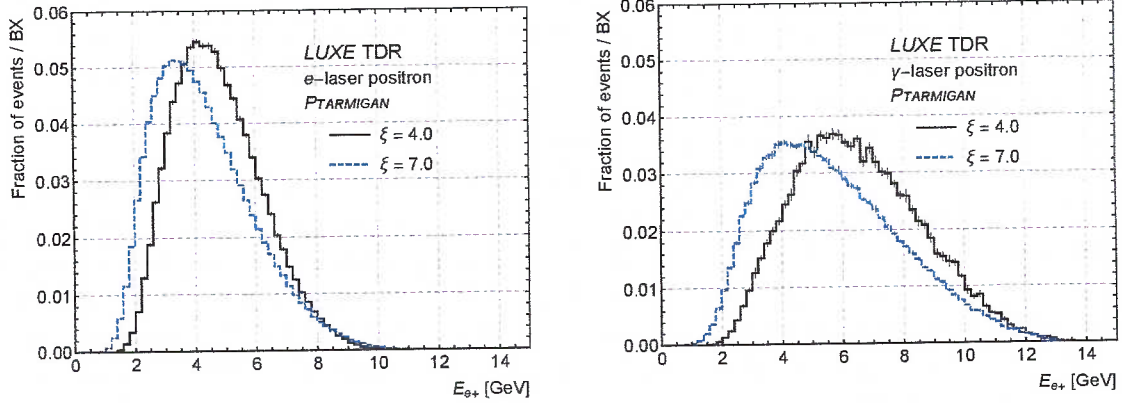 0.06
0.05
0.04
0.03
0.02
0.01
0.00
Fraction of events / BX
LUXE TDR
e-laser positron
PTARMIGAN
ξ = 4.0
ξ = 7.0
0 2 4 6 8 10 12 14
E_{e+} [GeV]
0.06
0.05
0.04
0.03
0.02
0.01
0.00
Fraction of events / BX
LUXE TDR
γ-laser positron
PTARMIGAN
ξ = 4.0
ξ = 7.0
0 2 4 6 8 10 12 14
E_{e+} [GeV]